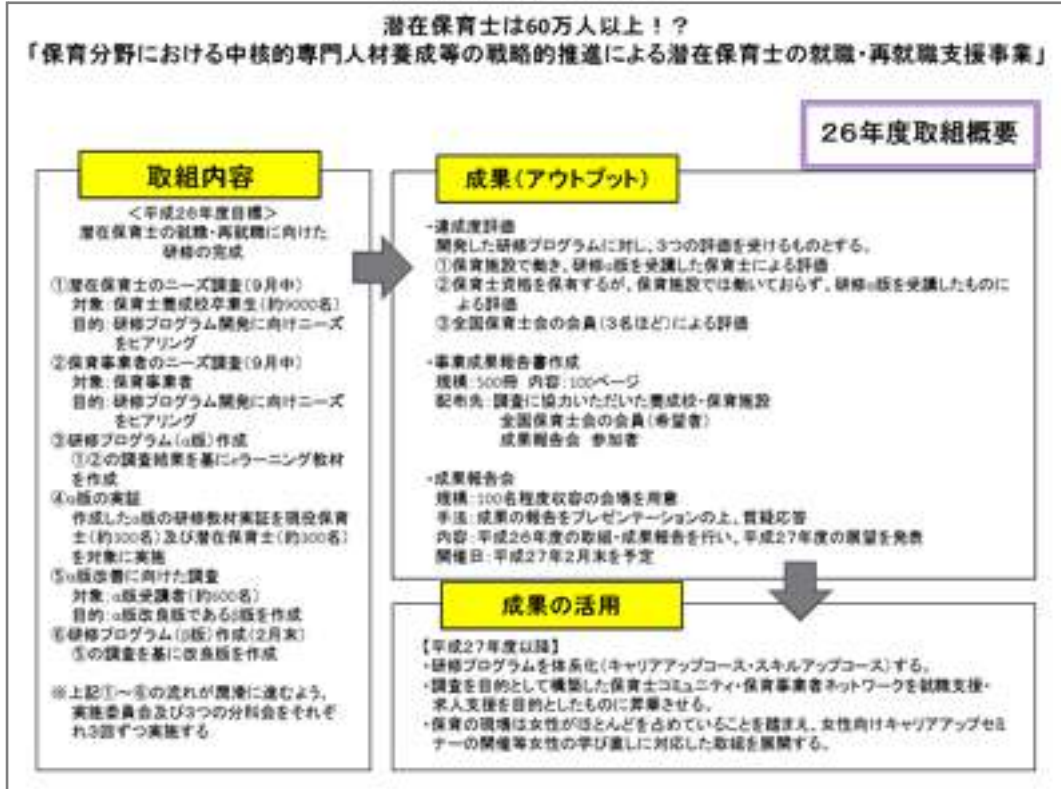 潜在保育士は60万人以上！？
「保育分野における中核的専門人材養成等の戦略的推進による潜在保育士の就職・再就職支援事業」
26年度取組概要
取組内容
＜平成26年度目標＞
潜在保育士の就職・再就職に向けた
研修の完成
①潜在保育士のニーズ調査(9月中)
対象:保育士養成校卒業生(約9000名)
目的:研修プログラム開発に向けニーズ
をヒアリング
②保育事業者のニーズ調査(9月中)
対象:保育事業者
目的:研修プログラム開発に向けニーズ
をヒアリング
③研修プログラム(α版)作成
①②の調査結果を基にeラーニング教材
を作成
④α版の実証
作成したα版の研修教材実証を現役保育
士(約300名)及び潜在保育士(約300名)
を対象に実施
⑤α版改善に向けた調査
対象:α版受講者(約600名)
目的:α版改良版であるβ版を作成
⑥研修プログラム(β版)作成(2月末)
⑤の調査を基に改良版を作成
※上記①～⑥の流れが潤滑に進むよう、
実施委員会及び3つの分科会をそれぞ
れ3回ずつ実施する
成果(アウトプット)
・達成度評価
開発した研修プログラムに対し、3つの評価を受けるものとする。
①保育施設で働き、研修α版を受講した保育士による評価
②保育士資格を保有するが、保育施設では働いておらず、研修α版を受講したものに
よる評価
③全国保育士会の会員(3名ほど)による評価
・事業成果報告書作成
規模:500冊 内容:100ページ
配布先:調査に協力いただいた養成校・保育施設
全国保育士会の会員(希望者)
成果報告会 参加者
・成果報告会
規模:100名程度収容の会場を用意
手法:成果の報告をプレゼンテーションの上、質疑応答
内容:平成26年度の取組・成果報告を行い、平成27年度の展望を発表
開催日:平成27年2月末を予定
成果の活用
【平成27年度以降】
・研修プログラムを体系化(キャリアアップコース・スキルアップコース)する。
・調査を目的として構築した保育士コミュニティ・保育事業者ネットワークを就職支援・
求人支援を目的としたものに昇華させる。
・保育の現場は女性がほとんどを占めていることを踏まえ、女性向けキャリアアップセミ
ナーの開催等女性の学び直しに対応した取組を展開する。